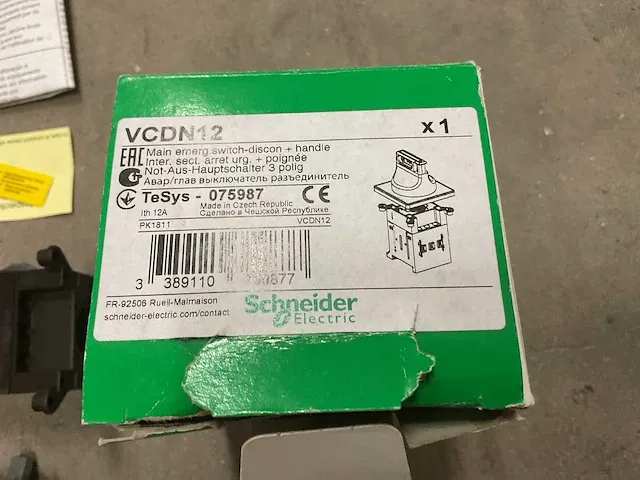 VCDN12
x 1
EAC Main emerg.switch-discon + handle
Inter. sect. arret urg. + poignée
Not-Aus-Hauptschalter 3 polig
Авар/глав выключатель разъединитель
TeSys - 075987 CE
Ith 12A Made in Czech Republic
Сделано в Чешской Республике
PK1811 VCDN12
3 389110
FR-92506 Rueil-Malmaison
schneider-electric.com/contact
Schneider
Electric